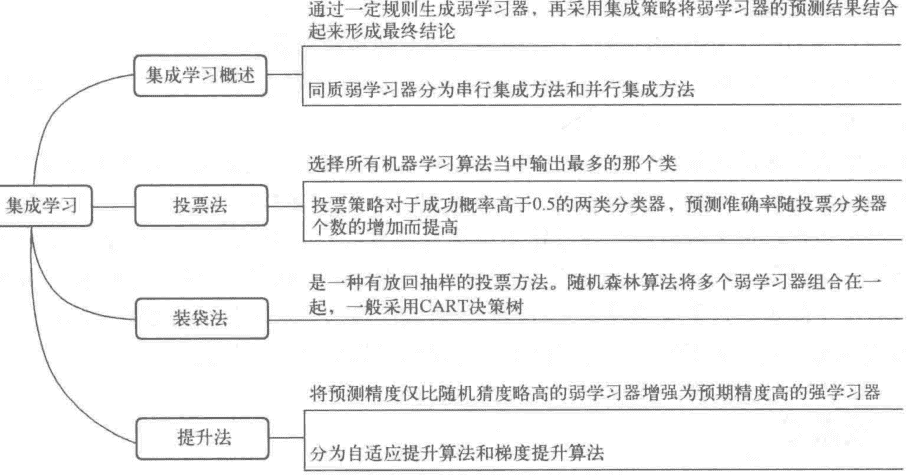 通过一定规则生成弱学习器，再采用集成策略将弱学习器的预测结果结合
起来形成最终结论
集成学习概述
同质弱学习器分为串行集成方法和并行集成方法
选择所有机器学习算法当中输出最多的那个类
集成学习
投票法
投票策略对于成功概率高于0.5的两类分类器，预测准确率随投票分类器
个数的增加而提高
是一种有放回抽样的投票方法。随机森林算法将多个弱学习器组合在一
起，一般采用CART决策树
装袋法
将预测精度仅比随机猜度略高的弱学习器增强为预期精度高的强学习器
提升法
分为自适应提升算法和梯度提升算法